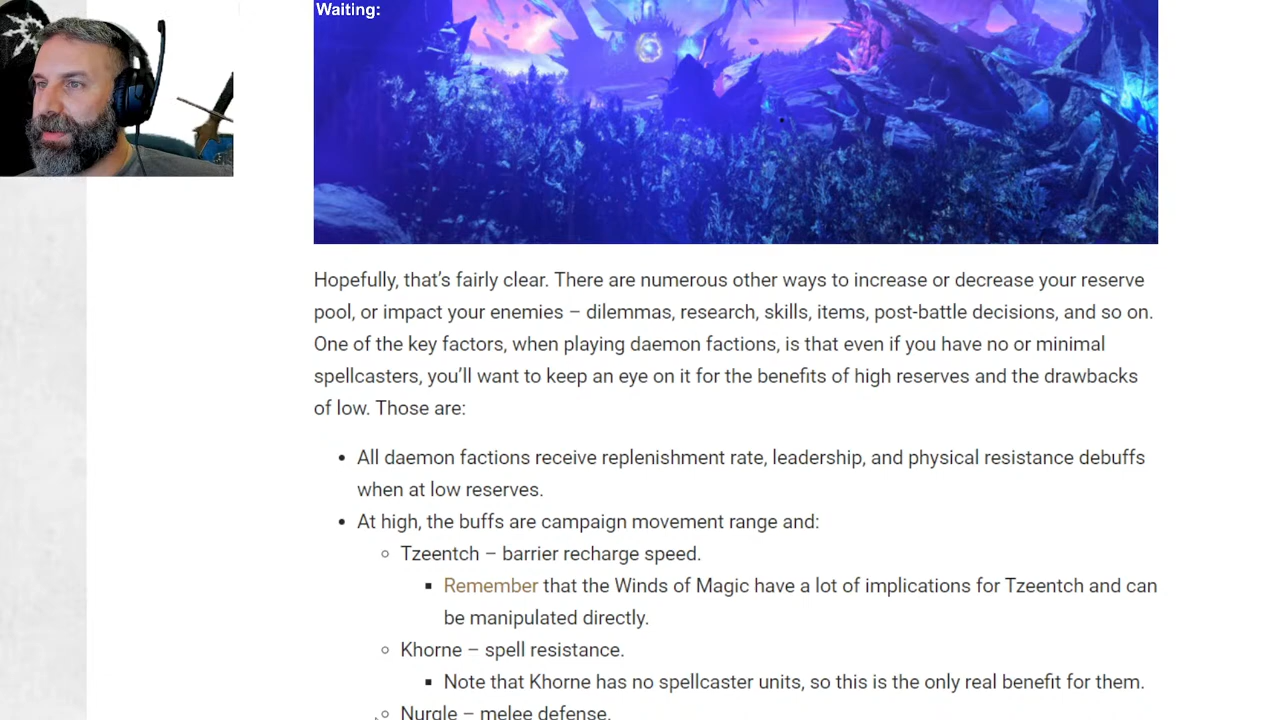 Waiting:
Hopefully, that’s fairly clear. There are numerous other ways to increase or decrease your reserve
pool, or impact your enemies – dilemmas, research, skills, items, post-battle decisions, and so on.
One of the key factors, when playing daemon factions, is that even if you have no or minimal
spellcasters, you’ll want to keep an eye on it for the benefits of high reserves and the drawbacks
of low. Those are:
• All daemon factions receive replenishment rate, leadership, and physical resistance debuffs
when at low reserves.
• At high, the buffs are campaign movement range and:
◦ Tzeentch – barrier recharge speed.
▪ Remember that the Winds of Magic have a lot of implications for Tzeentch and can
be manipulated directly.
◦ Khorne – spell resistance.
▪ Note that Khorne has no spellcaster units, so this is the only real benefit for them.
◦ Nurgle – melee defense.